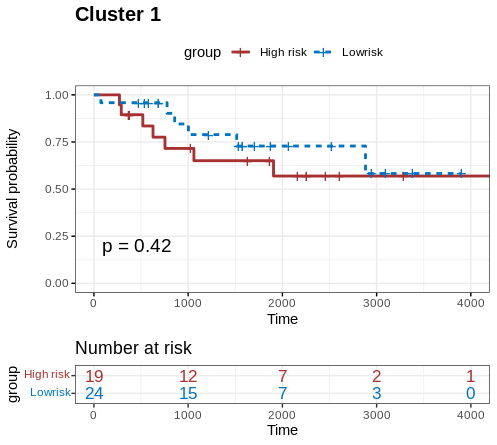 Cluster 1
group High risk Lowrisk
Survival probability
1.00
0.75
0.50
0.25
0.00
p = 0.42
0 1000 2000 3000 4000
Time
Number at risk
group
High risk 19 12 7 2 1
Lowrisk 24 15 7 3 0
0 1000 2000 3000 4000
Time